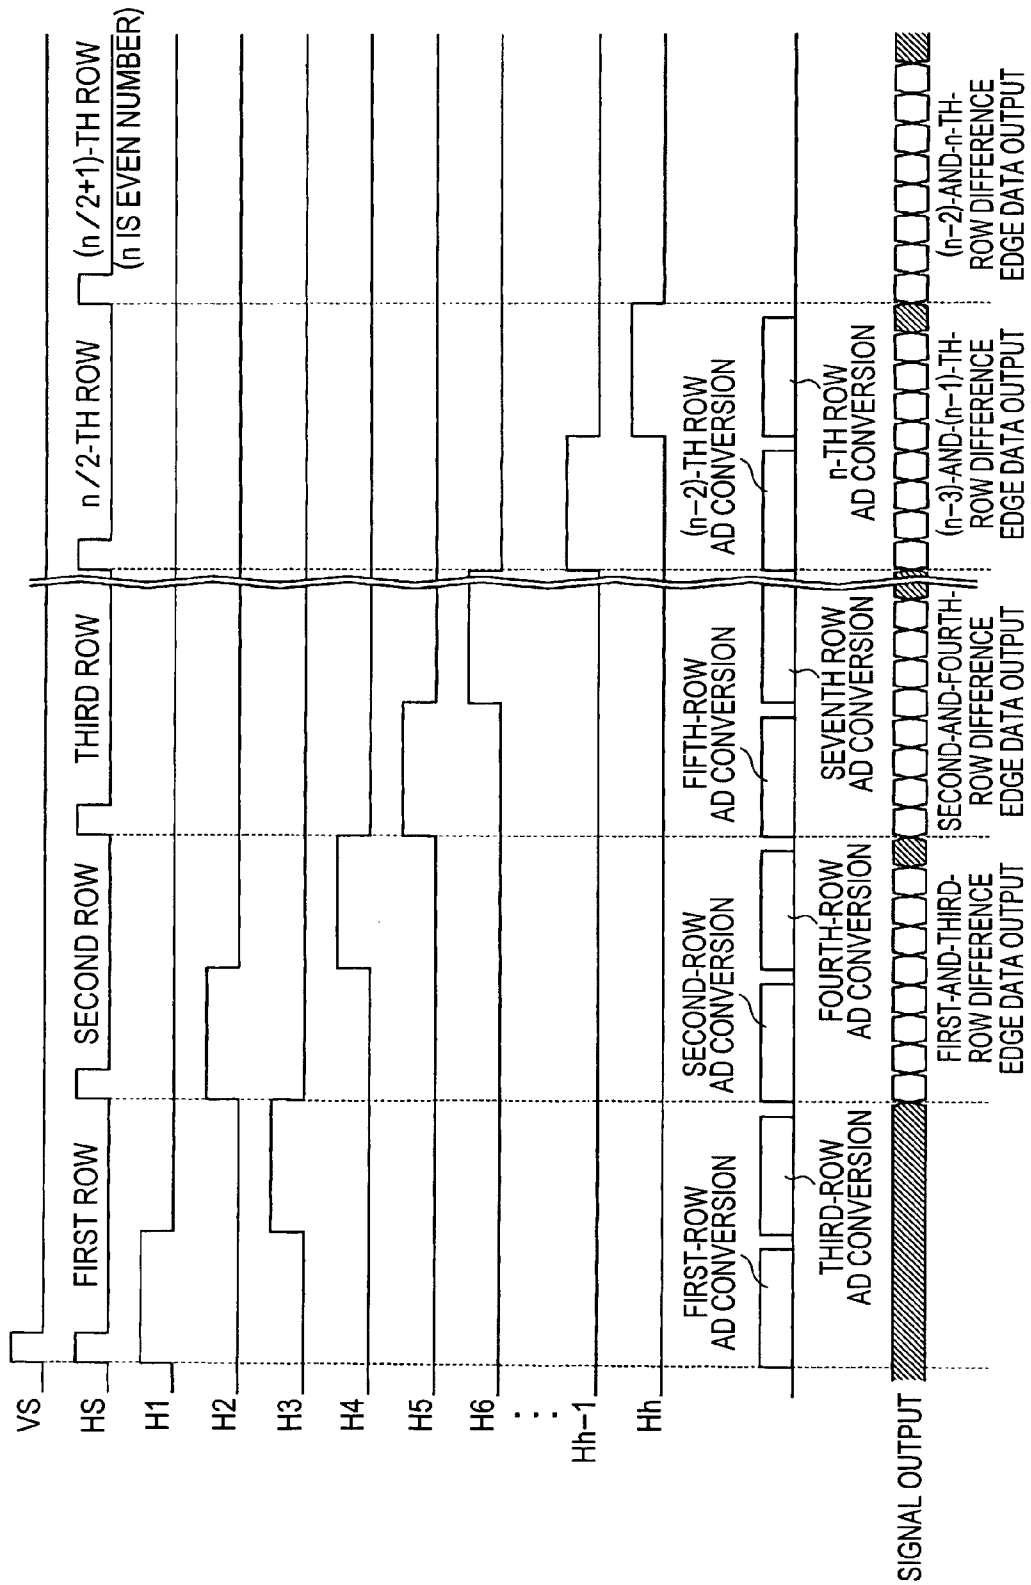 VS
HS
FIRST ROW
SECOND ROW
THIRD ROW
n/2-TH ROW
(n/2+1)-TH ROW
(n IS EVEN NUMBER)
H1
H2
H3
H4
H5
H6
⋮
Hh-1
Hh
FIRST-ROW
AD CONVERSION
SECOND-ROW
AD CONVERSION
FIFTH-ROW
AD CONVERSION
(n-2)-TH ROW
AD CONVERSION
THIRD-ROW
AD CONVERSION
FOURTH-ROW
AD CONVERSION
SEVENTH ROW
AD CONVERSION
n-TH ROW
AD CONVERSION
SIGNAL OUTPUT
FIRST-AND-THIRD-
ROW DIFFERENCE
EDGE DATA OUTPUT
SECOND-AND-FOURTH-
ROW DIFFERENCE
EDGE DATA OUTPUT
(n-3)-AND-(n-1)-TH-
ROW DIFFERENCE
EDGE DATA OUTPUT
(n-2)-AND-n-TH-
ROW DIFFERENCE
EDGE DATA OUTPUT